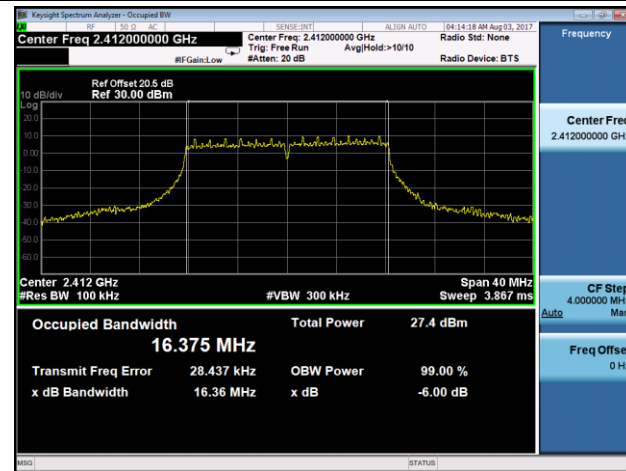 Keysight Spectrum Analyzer - Occupied BW
RF 50 Ω AC SENSE:INT ALIGN AUTO 04:14:18 AM Aug 03, 2017
Center Freq 2.412000000 GHz Center Freq: 2.412000000 GHz Radio Std: None Frequency
Trig: Free Run Avg|Hold:>10/10
#IFGain:Low #Atten: 20 dB Radio Device: BTS
Ref Offset 20.5 dB
10 dB/div Ref 30.00 dBm
Log
20.0
10.0
0.00
-10.0
-20.0
-30.0
-40.0
-50.0
-60.0
Center Freq
2.412000000 GH
Center 2.412 GHz Span 40 MHz
#Res BW 100 kHz #VBW 300 kHz Sweep 3.867 ms
CF Step
4.000000 MH
Auto Ma
Occupied Bandwidth Total Power 27.4 dBm
16.375 MHz
Transmit Freq Error 28.437 kHz OBW Power 99.00 %
x dB Bandwidth 16.36 MHz x dB -6.00 dB
Freq Offse
0 H
MSG STATUS